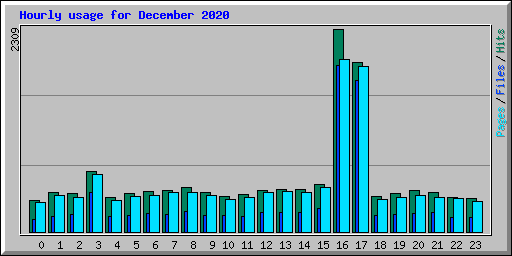 Hourly usage for December 2020
2309
Pages / Files / Hits
0 1 2 3 4 5 6 7 8 9 10 11 12 13 14 15 16 17 18 19 20 21 22 23